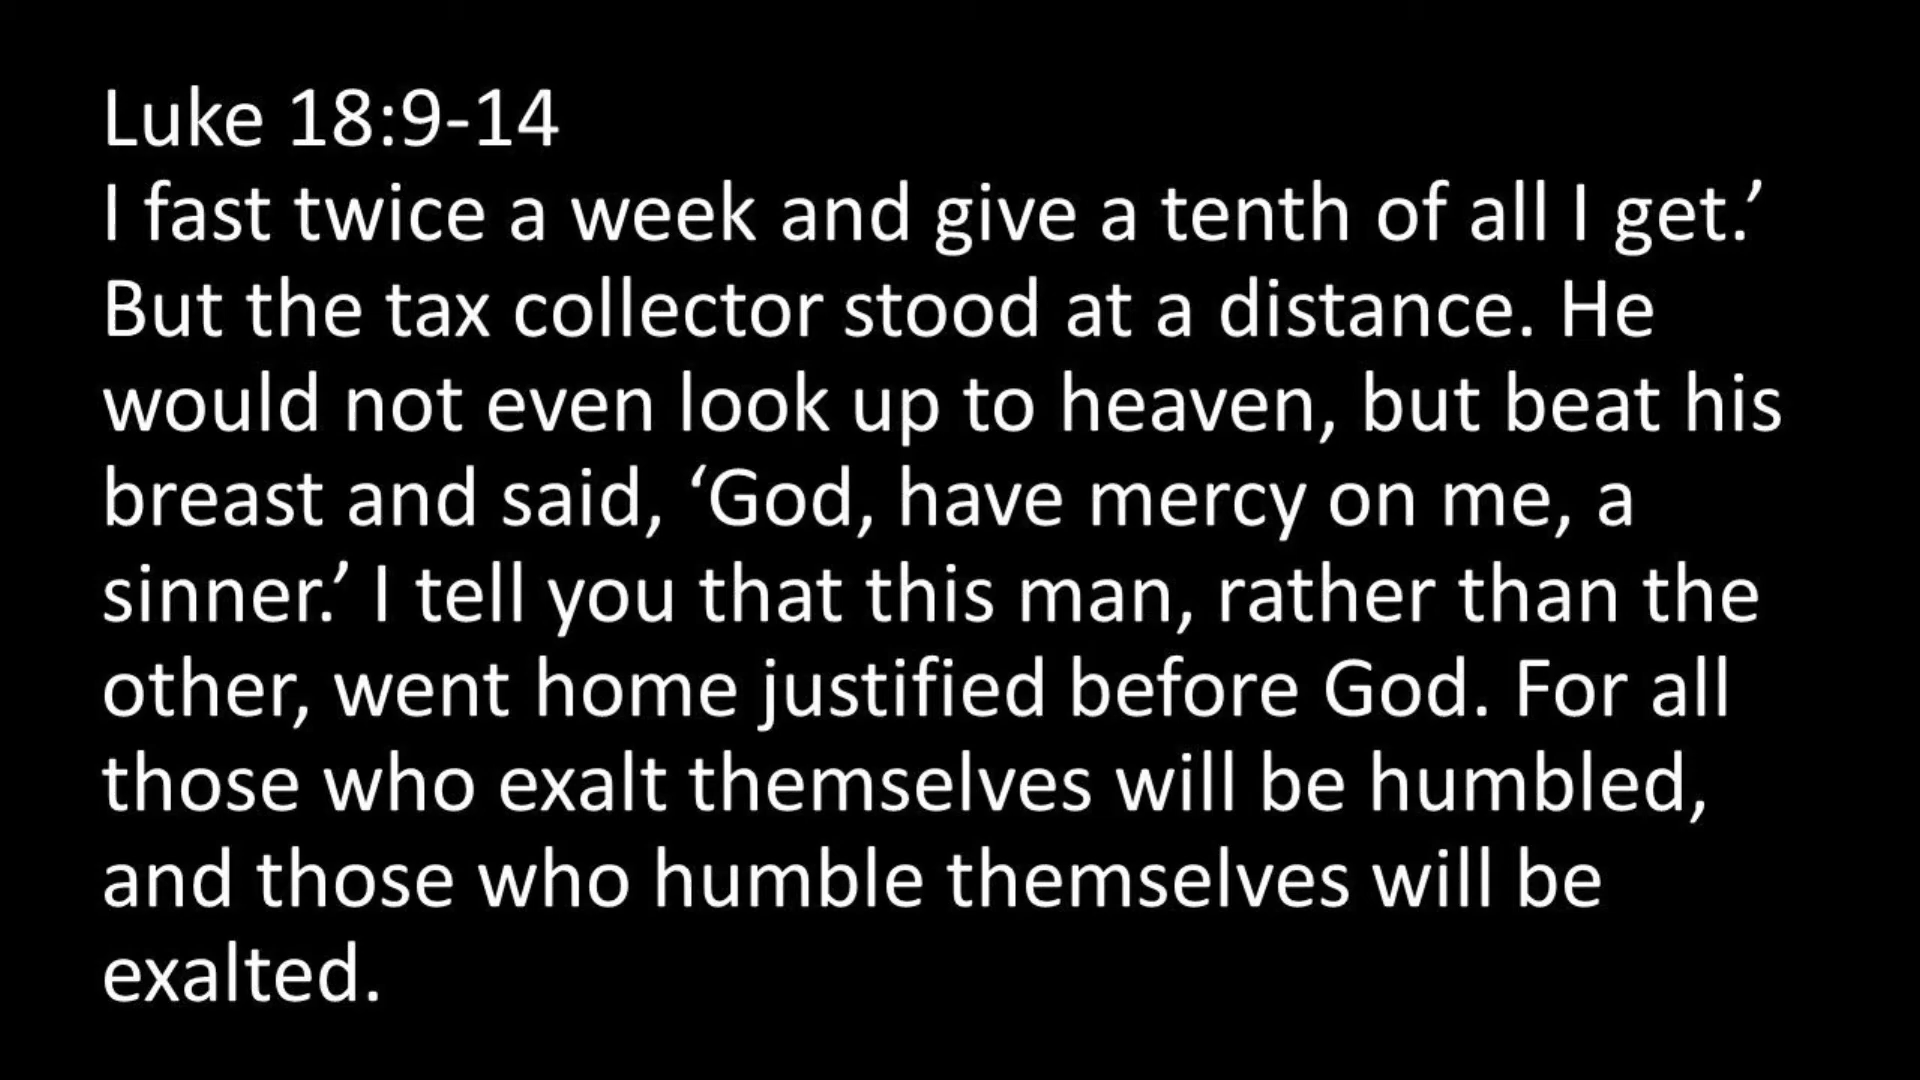 Luke 18:9-14
I fast twice a week and give a tenth of all I get.’
But the tax collector stood at a distance. He
would not even look up to heaven, but beat his
breast and said, ‘God, have mercy on me, a
sinner.’ I tell you that this man, rather than the
other, went home justified before God. For all
those who exalt themselves will be humbled,
and those who humble themselves will be
exalted.